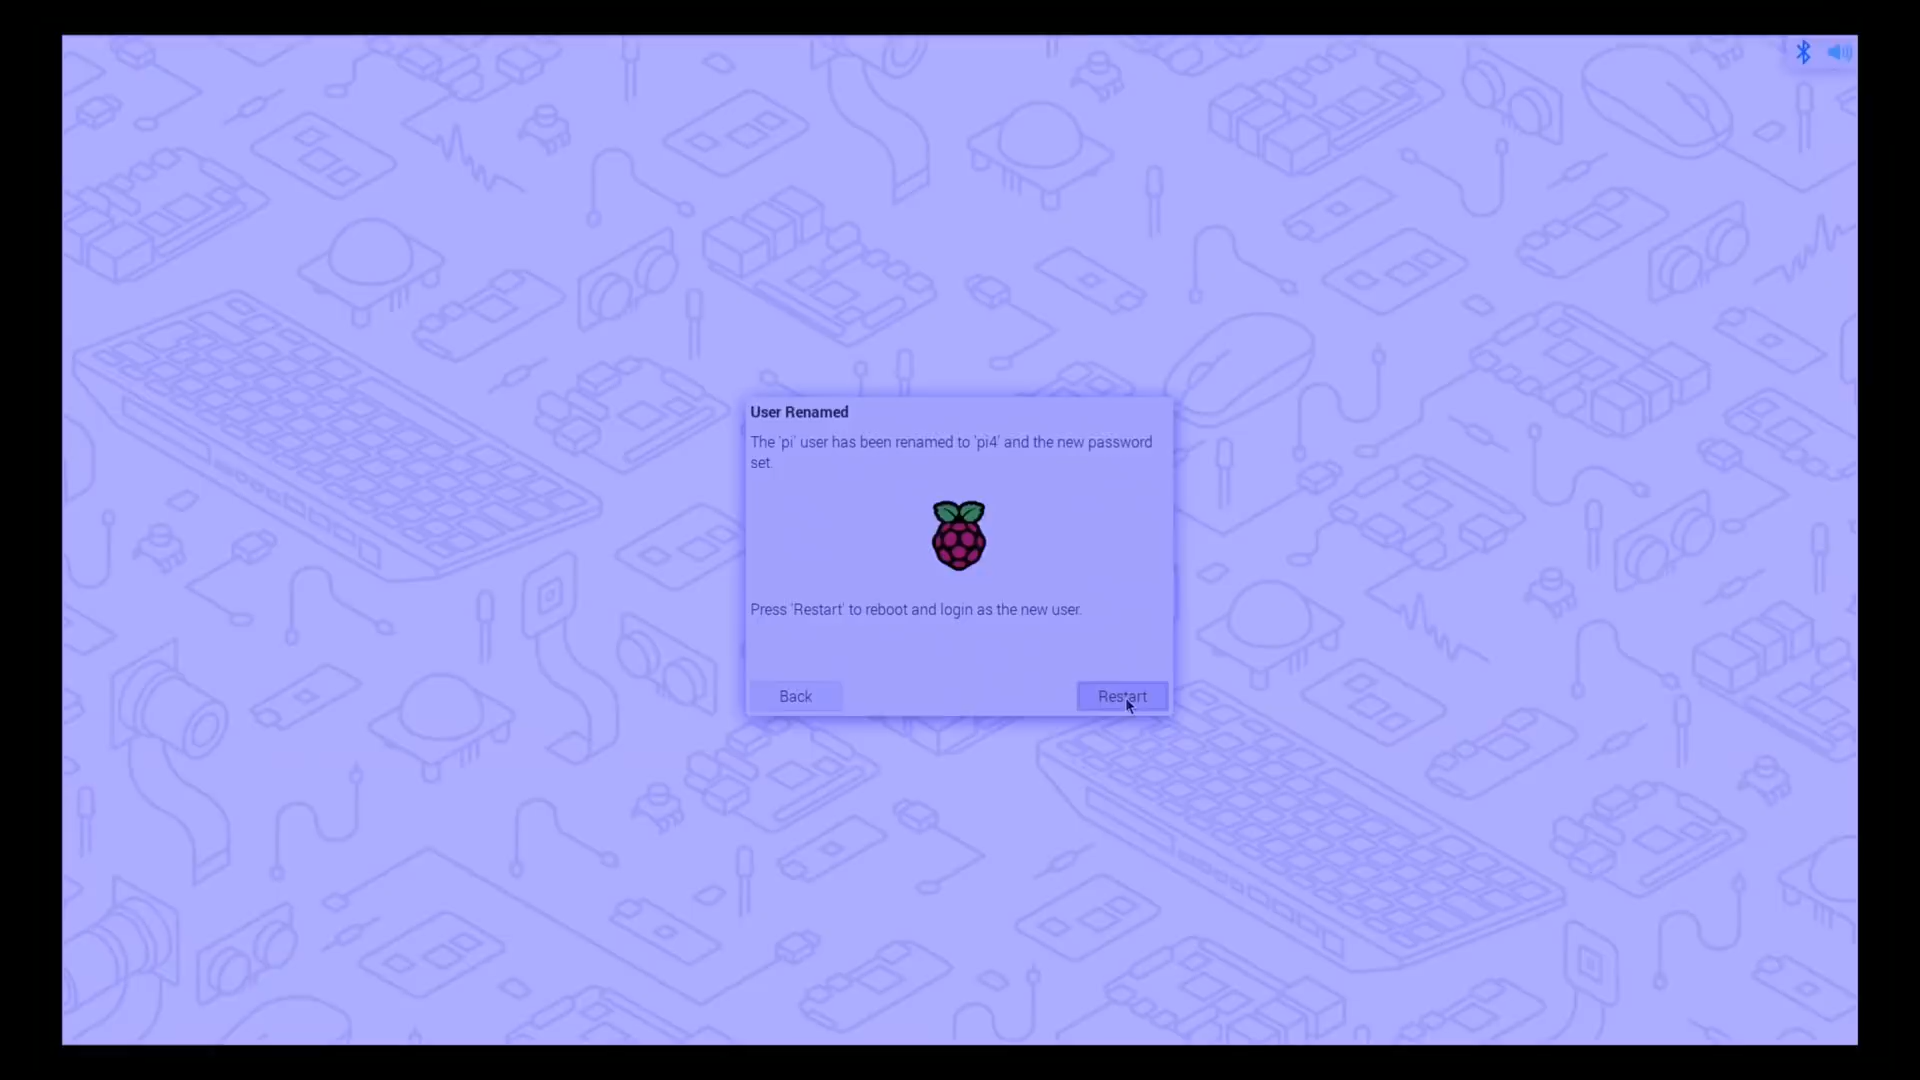 User Renamed
The 'pi' user has been renamed to 'pi4' and the new password
set.
Press 'Restart' to reboot and login as the new user.
Back
Restart